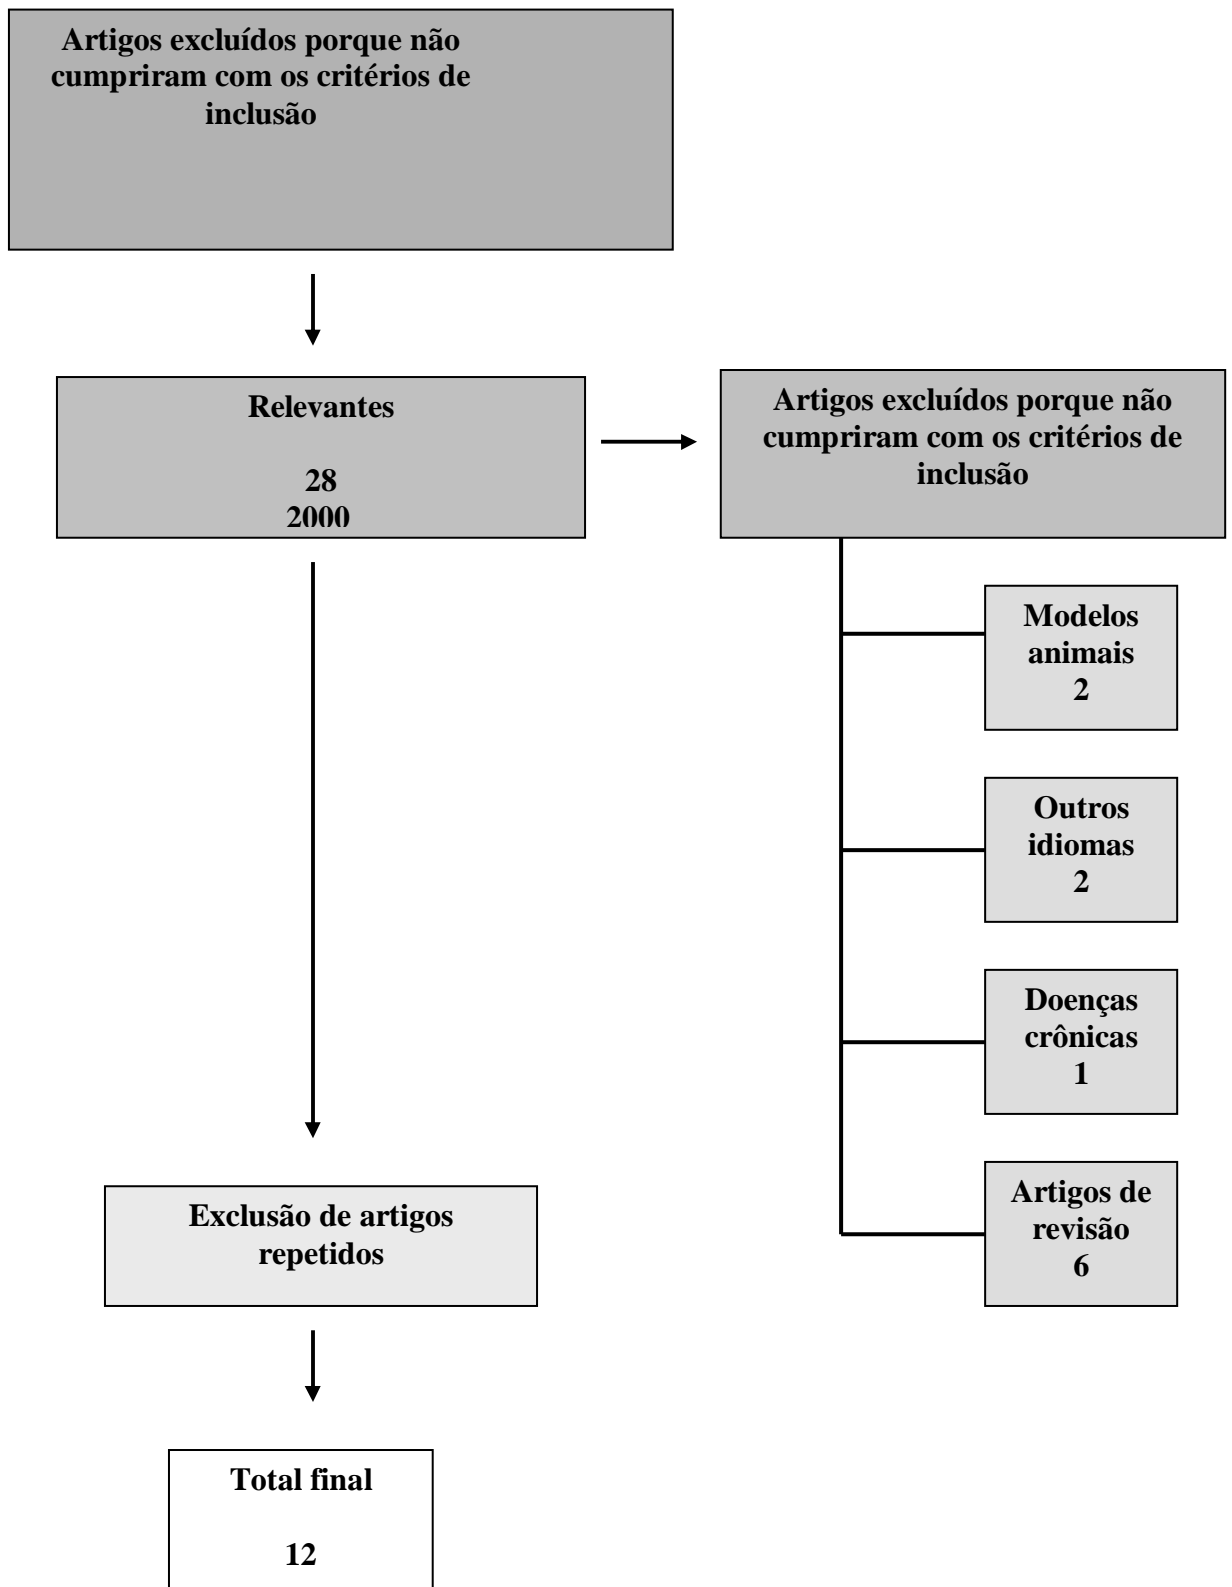 Artigos excluídos porque não
cumpriram com os critérios de
inclusão
Relevantes
28
2000
Artigos excluídos porque não
cumpriram com os critérios de
inclusão
Modelos
animais
2
Outros
idiomas
2
Doenças
crônicas
1
Artigos de
revisão
6
Exclusão de artigos
repetidos
Total final
12